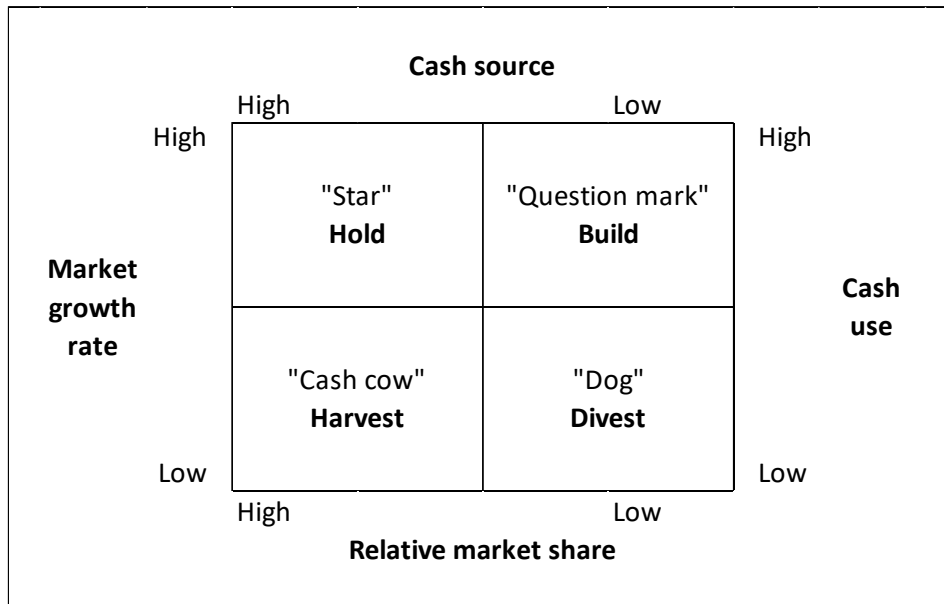 Cash source
High Low
High High
"Star" "Question mark"
Hold Build
Market
growth
rate
Cash
use
"Cash cow" "Dog"
Harvest Divest
Low Low
High Low
Relative market share